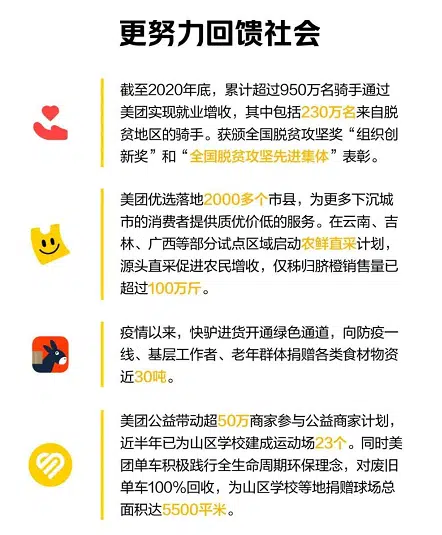 更努力回馈社会
截至2020年底，累计超过950万名骑手通过
美团实现就业增收，其中包括230万名来自脱
贫地区的骑手。获颁全国脱贫攻坚奖“组织创
新奖”和“全国脱贫攻坚先进集体”表彰。
美团优选落地2000多个市县，为更多下沉城
市的消费者提供质优价低的服务。在云南、吉
林、广西等部分试点区域启动农鲜直采计划，
源头直采促进农民增收，仅秭归脐橙销售量已
超过100万斤。
疫情以来，快驴进货开通绿色通道，向防疫一
线、基层工作者、老年群体捐赠各类食材物资
近30吨。
美团公益带动超50万商家参与公益商家计划，
近半年已为山区学校建成运动场23个。同时美
团单车积极践行全生命周期环保理念，对废旧
单车100%回收，为山区学校等地捐赠球场总
面积达5500平米。